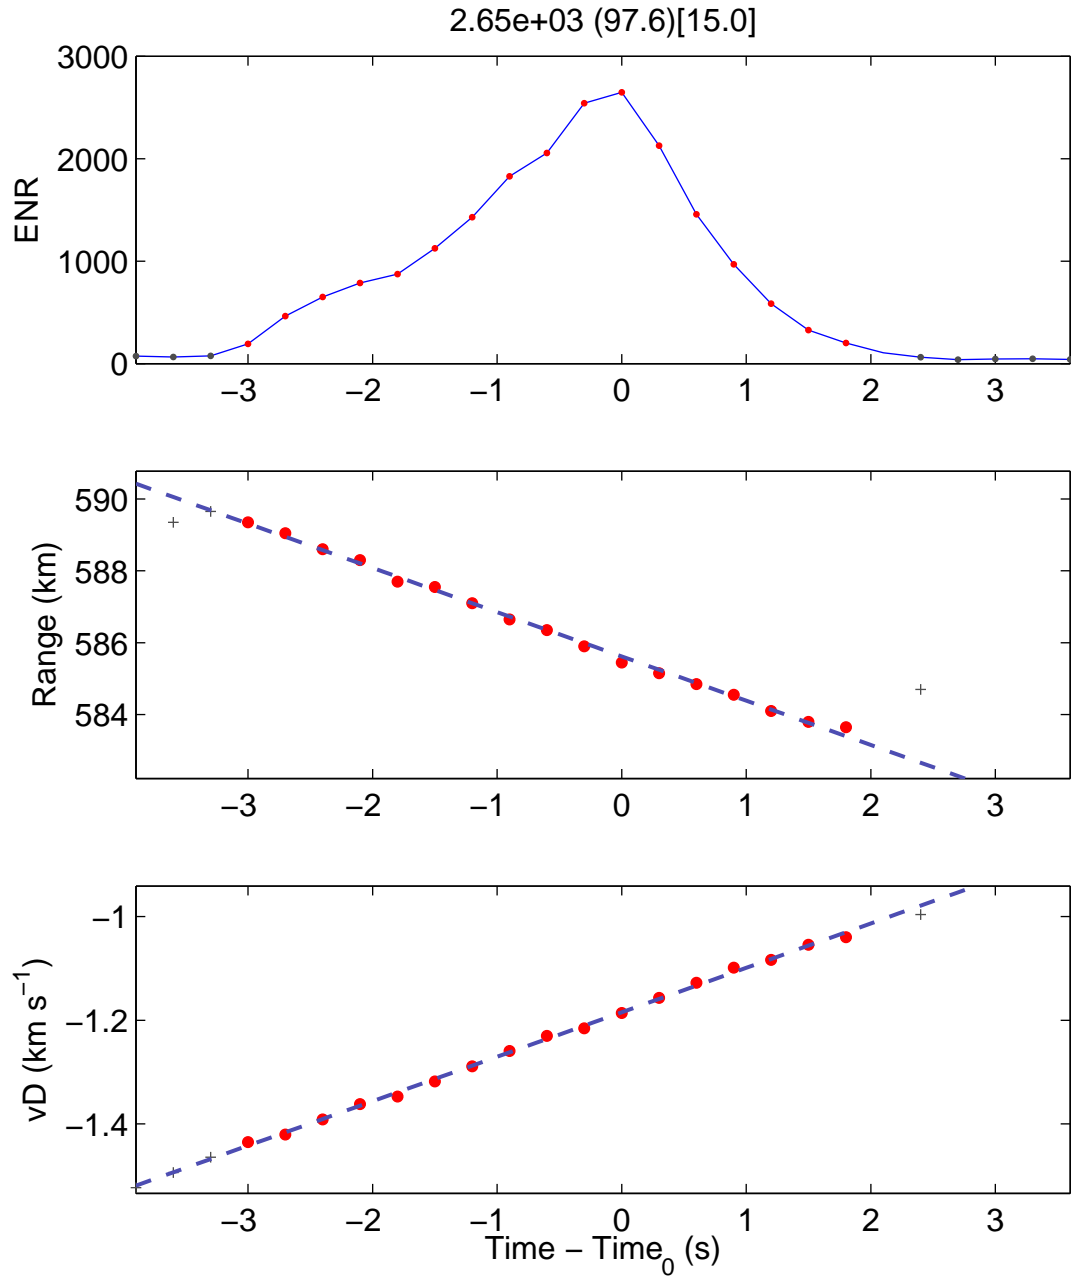 2.65e+03 (97.6)[15.0]
3000
2000
1000
0
ENR
−3 −2 −1 0 1 2 3
590
588
586
584
Range (km)
−3 −2 −1 0 1 2 3
−1
−1.2
−1.4
vD (km s⁻¹)
−3 −2 −1 0 1 2 3
Time − Time₀ (s)